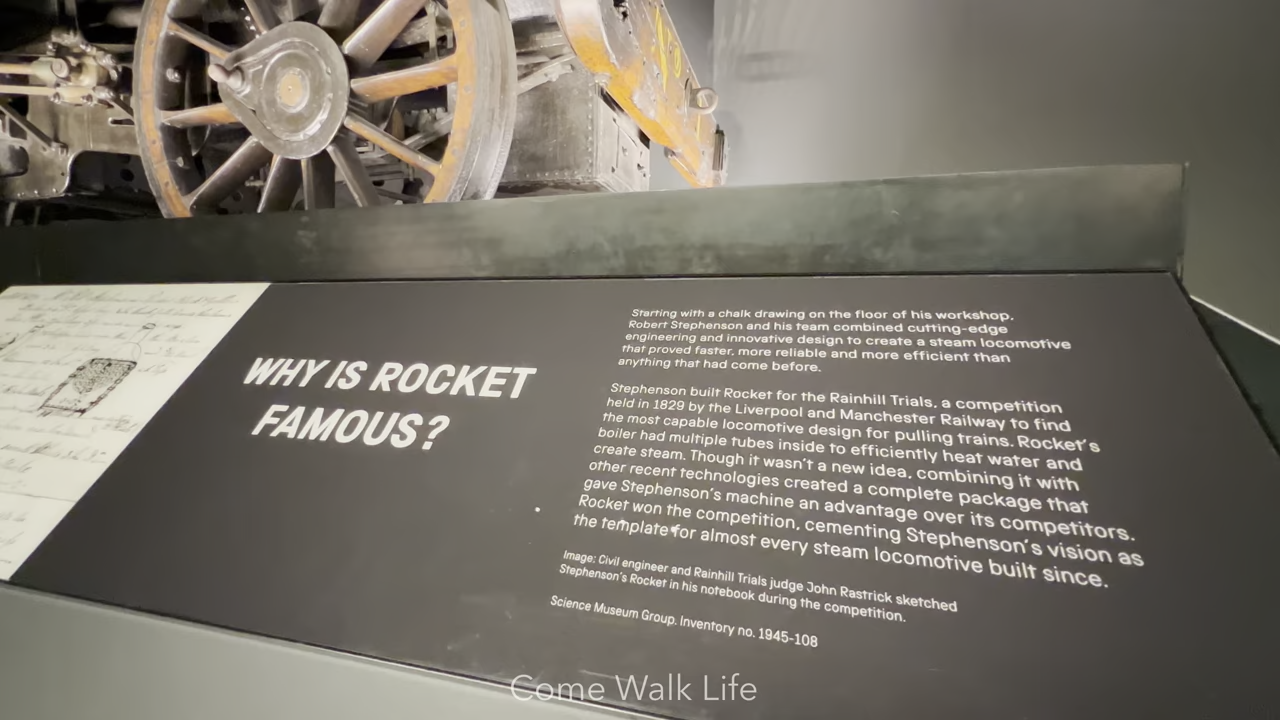 WHY IS ROCKET
FAMOUS?
Starting with a chalk drawing on the floor of his workshop,
Robert Stephenson and his team combined cutting-edge
engineering and innovative design to create a steam locomotive
that proved faster, more reliable and more efficient than
anything that had come before.
Stephenson built Rocket for the Rainhill Trials, a competition
held in 1829 by the Liverpool and Manchester Railway to find
the most capable locomotive design for pulling trains. Rocket's
boiler had multiple tubes inside to efficiently heat water and
create steam. Though it wasn't a new idea, combining it with
other recent technologies created a complete package that
gave Stephenson's machine an advantage over its competitors.
Rocket won the competition, cementing Stephenson's vision as
the template for almost every steam locomotive built since.
Image: Civil engineer and Rainhill Trials judge John Rastrick sketched
Stephenson's Rocket in his notebook during the competition.
Science Museum Group. Inventory no. 1945-108
Come Walk Life